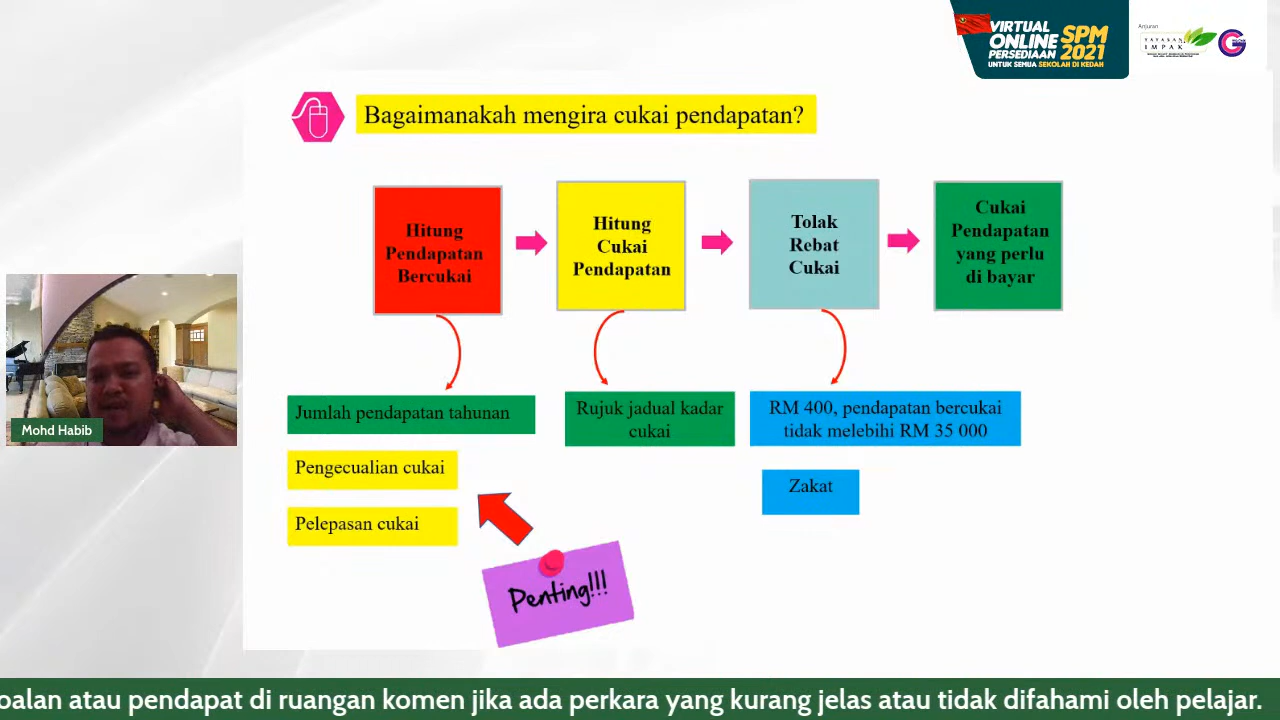 VIRTUAL
ONLINE
PERSEDIAAN
SPM
2021
UNTUK SEMUA SEKOLAH DI KEDAH
Anjuran
YAYASAN
IMPAK
G
Bagaimanakah mengira cukai pendapatan?
Hitung
Pendapatan
Bercukai
Hitung
Cukai
Pendapatan
Tolak
Rebat
Cukai
Cukai
Pendapatan
yang perlu
di bayar
Jumlah pendapatan tahunan
Pengecualian cukai
Pelepasan cukai
Rujuk jadual kadar
cukai
RM 400, pendapatan bercukai
tidak melebihi RM 35 000
Zakat
Penting!!!
Mohd Habib
oalan atau pendapat di ruangan komen jika ada perkara yang kurang jelas atau tidak difahami oleh pelajar.